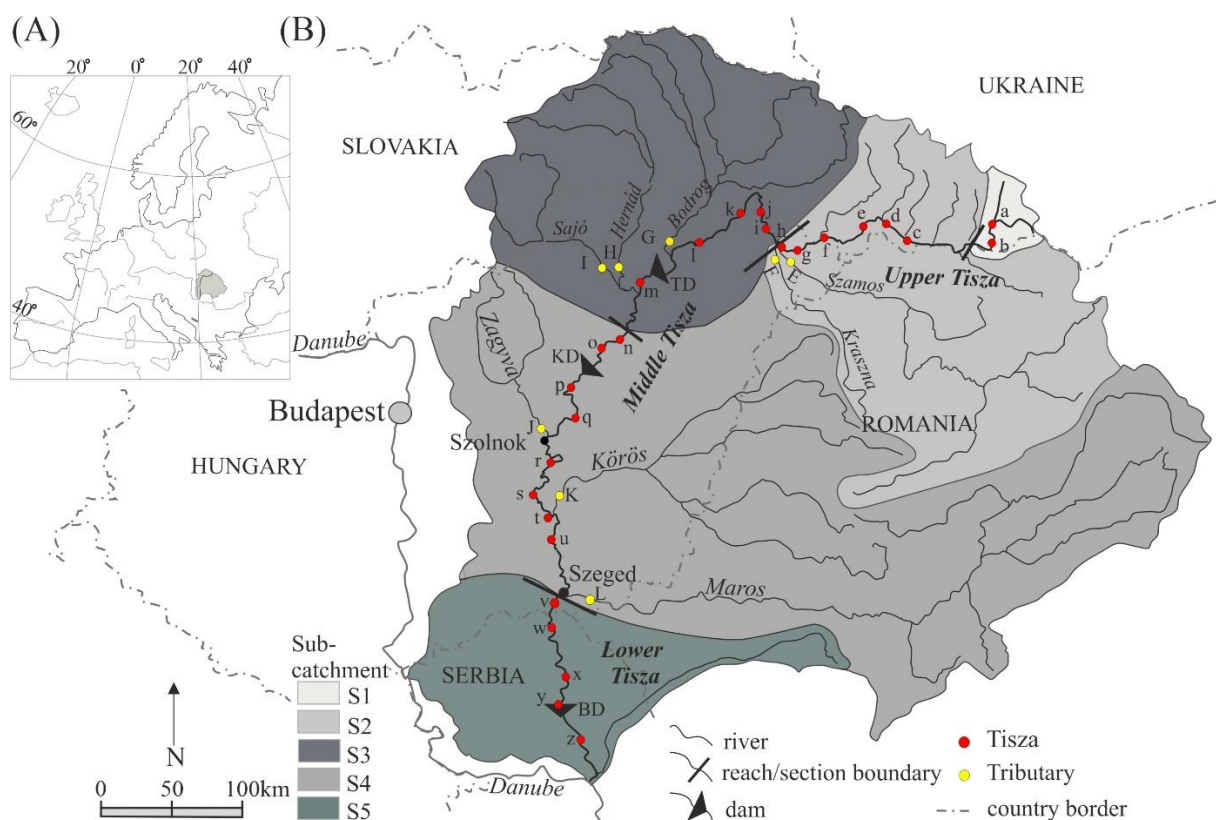 (A)
(B)
20° 0° 20° 40°
60°
40°
UKRAINE
SLOVAKIA
Sajó
Hernád
Bodrog
k
j
i
h
g
f
e
d
c
a
b
G
l
H
I
F
E
m
TD
Upper Tisza
Szamos
Danube
Zagyva
o
n
KD
Middle Tisza
Kraszna
p
q
Budapest
J
Szolnok
ROMANIA
HUNGARY
r
Körös
s
K
t
u
Szeged
L
Maros
v
w
Lower
Tisza
SERBIA
x
y
BD
z
Danube
Sub-
catchment
S1
S2
S3
S4
S5
N
0 50 100km
river
reach/section boundary
dam
Tisza
Tributary
country border